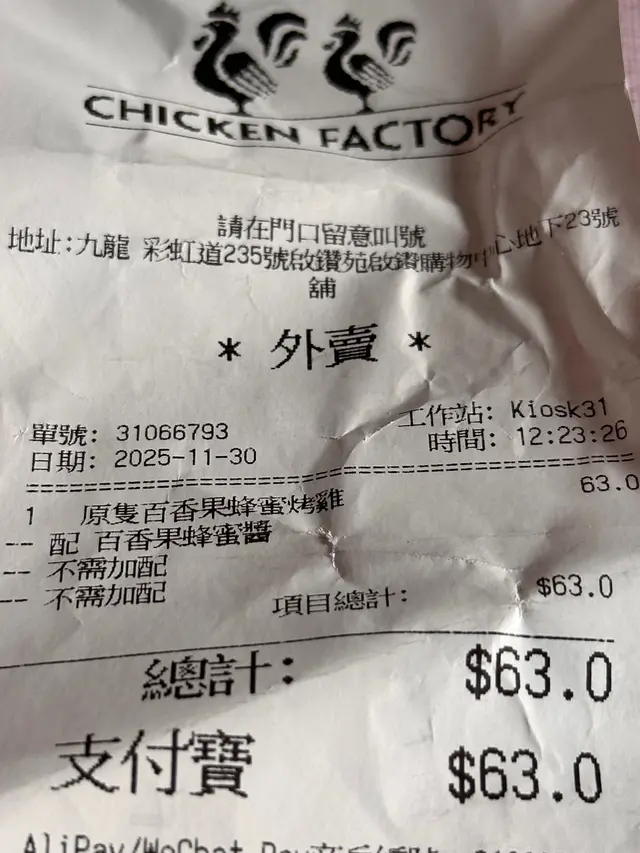 CHICKEN FACTORY
請在門口留意叫號
地址:九龍 彩虹道235號啟鑽苑啟鑽購物中心地下23號
舖
* 外賣 *
單號: 31066793 工作站: Kiosk31
日期: 2025-11-30 時間: 12:23:26
1 原隻百香果蜂蜜烤雞 63.0
-- 配 百香果蜂蜜醬
-- 不需加配
-- 不需加配
項目總計: $63.0
總計: $63.0
支付寶 $63.0
AliPay/WeChat Pay